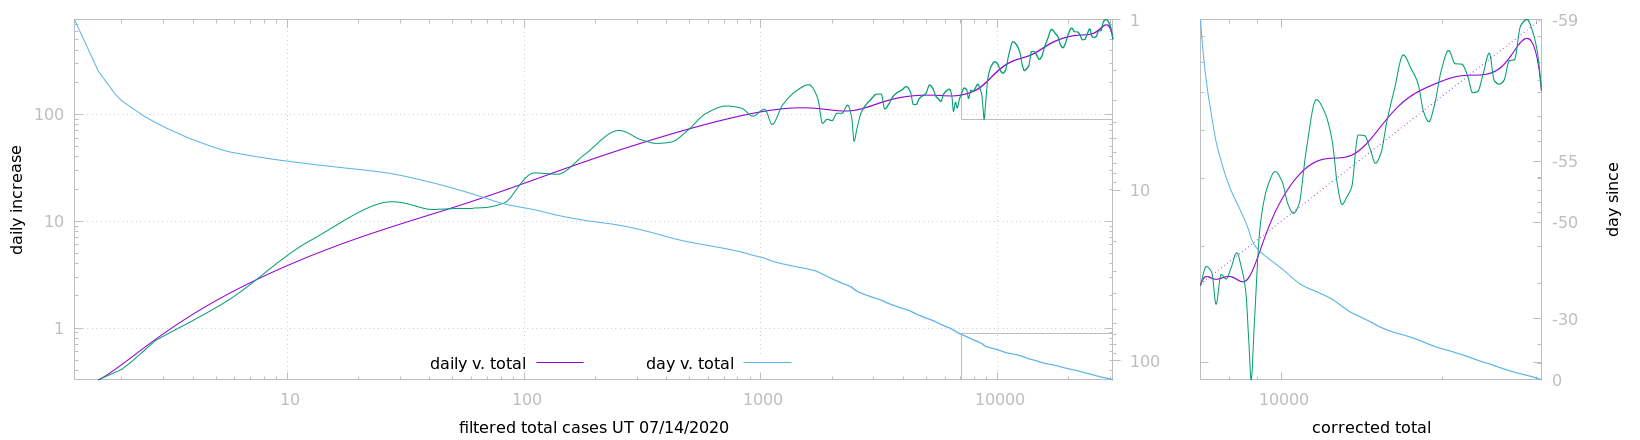 daily increase
100
10
1
10
100
1000
10000
filtered total cases UT 07/14/2020
daily v. total
day v. total
1
10
100
10000
corrected total
-59
-55
-50
-30
0
day since